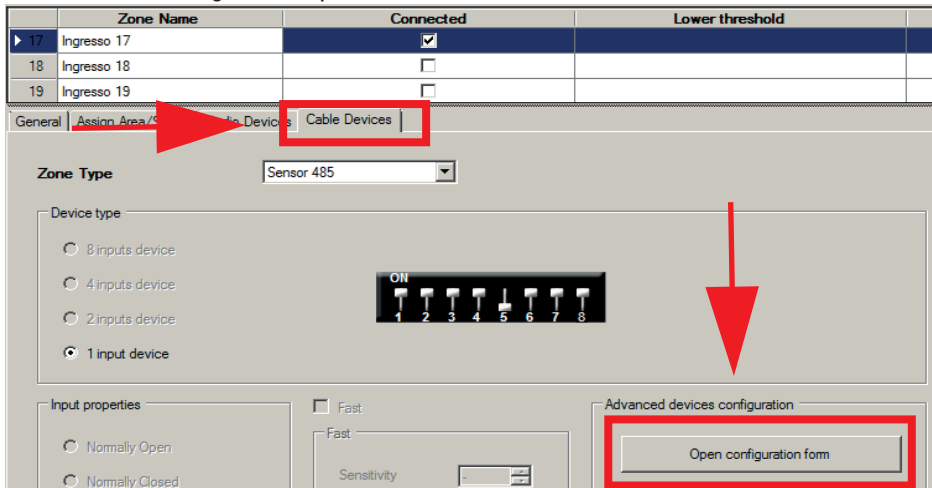 Zone Name Connected Lower threshold
17 Ingresso 17
18 Ingresso 18
19 Ingresso 19
General Assign Area/ Devices Cable Devices
Zone Type Sensor 485
Device type
8 inputs device
4 inputs device
2 inputs device
1 input device
ON
1 2 3 4 5 6 7 8
Input properties
Normally Open
Normally Closed
Fast
Fast
Sensitivity -
Advanced devices configuration
Open configuration form